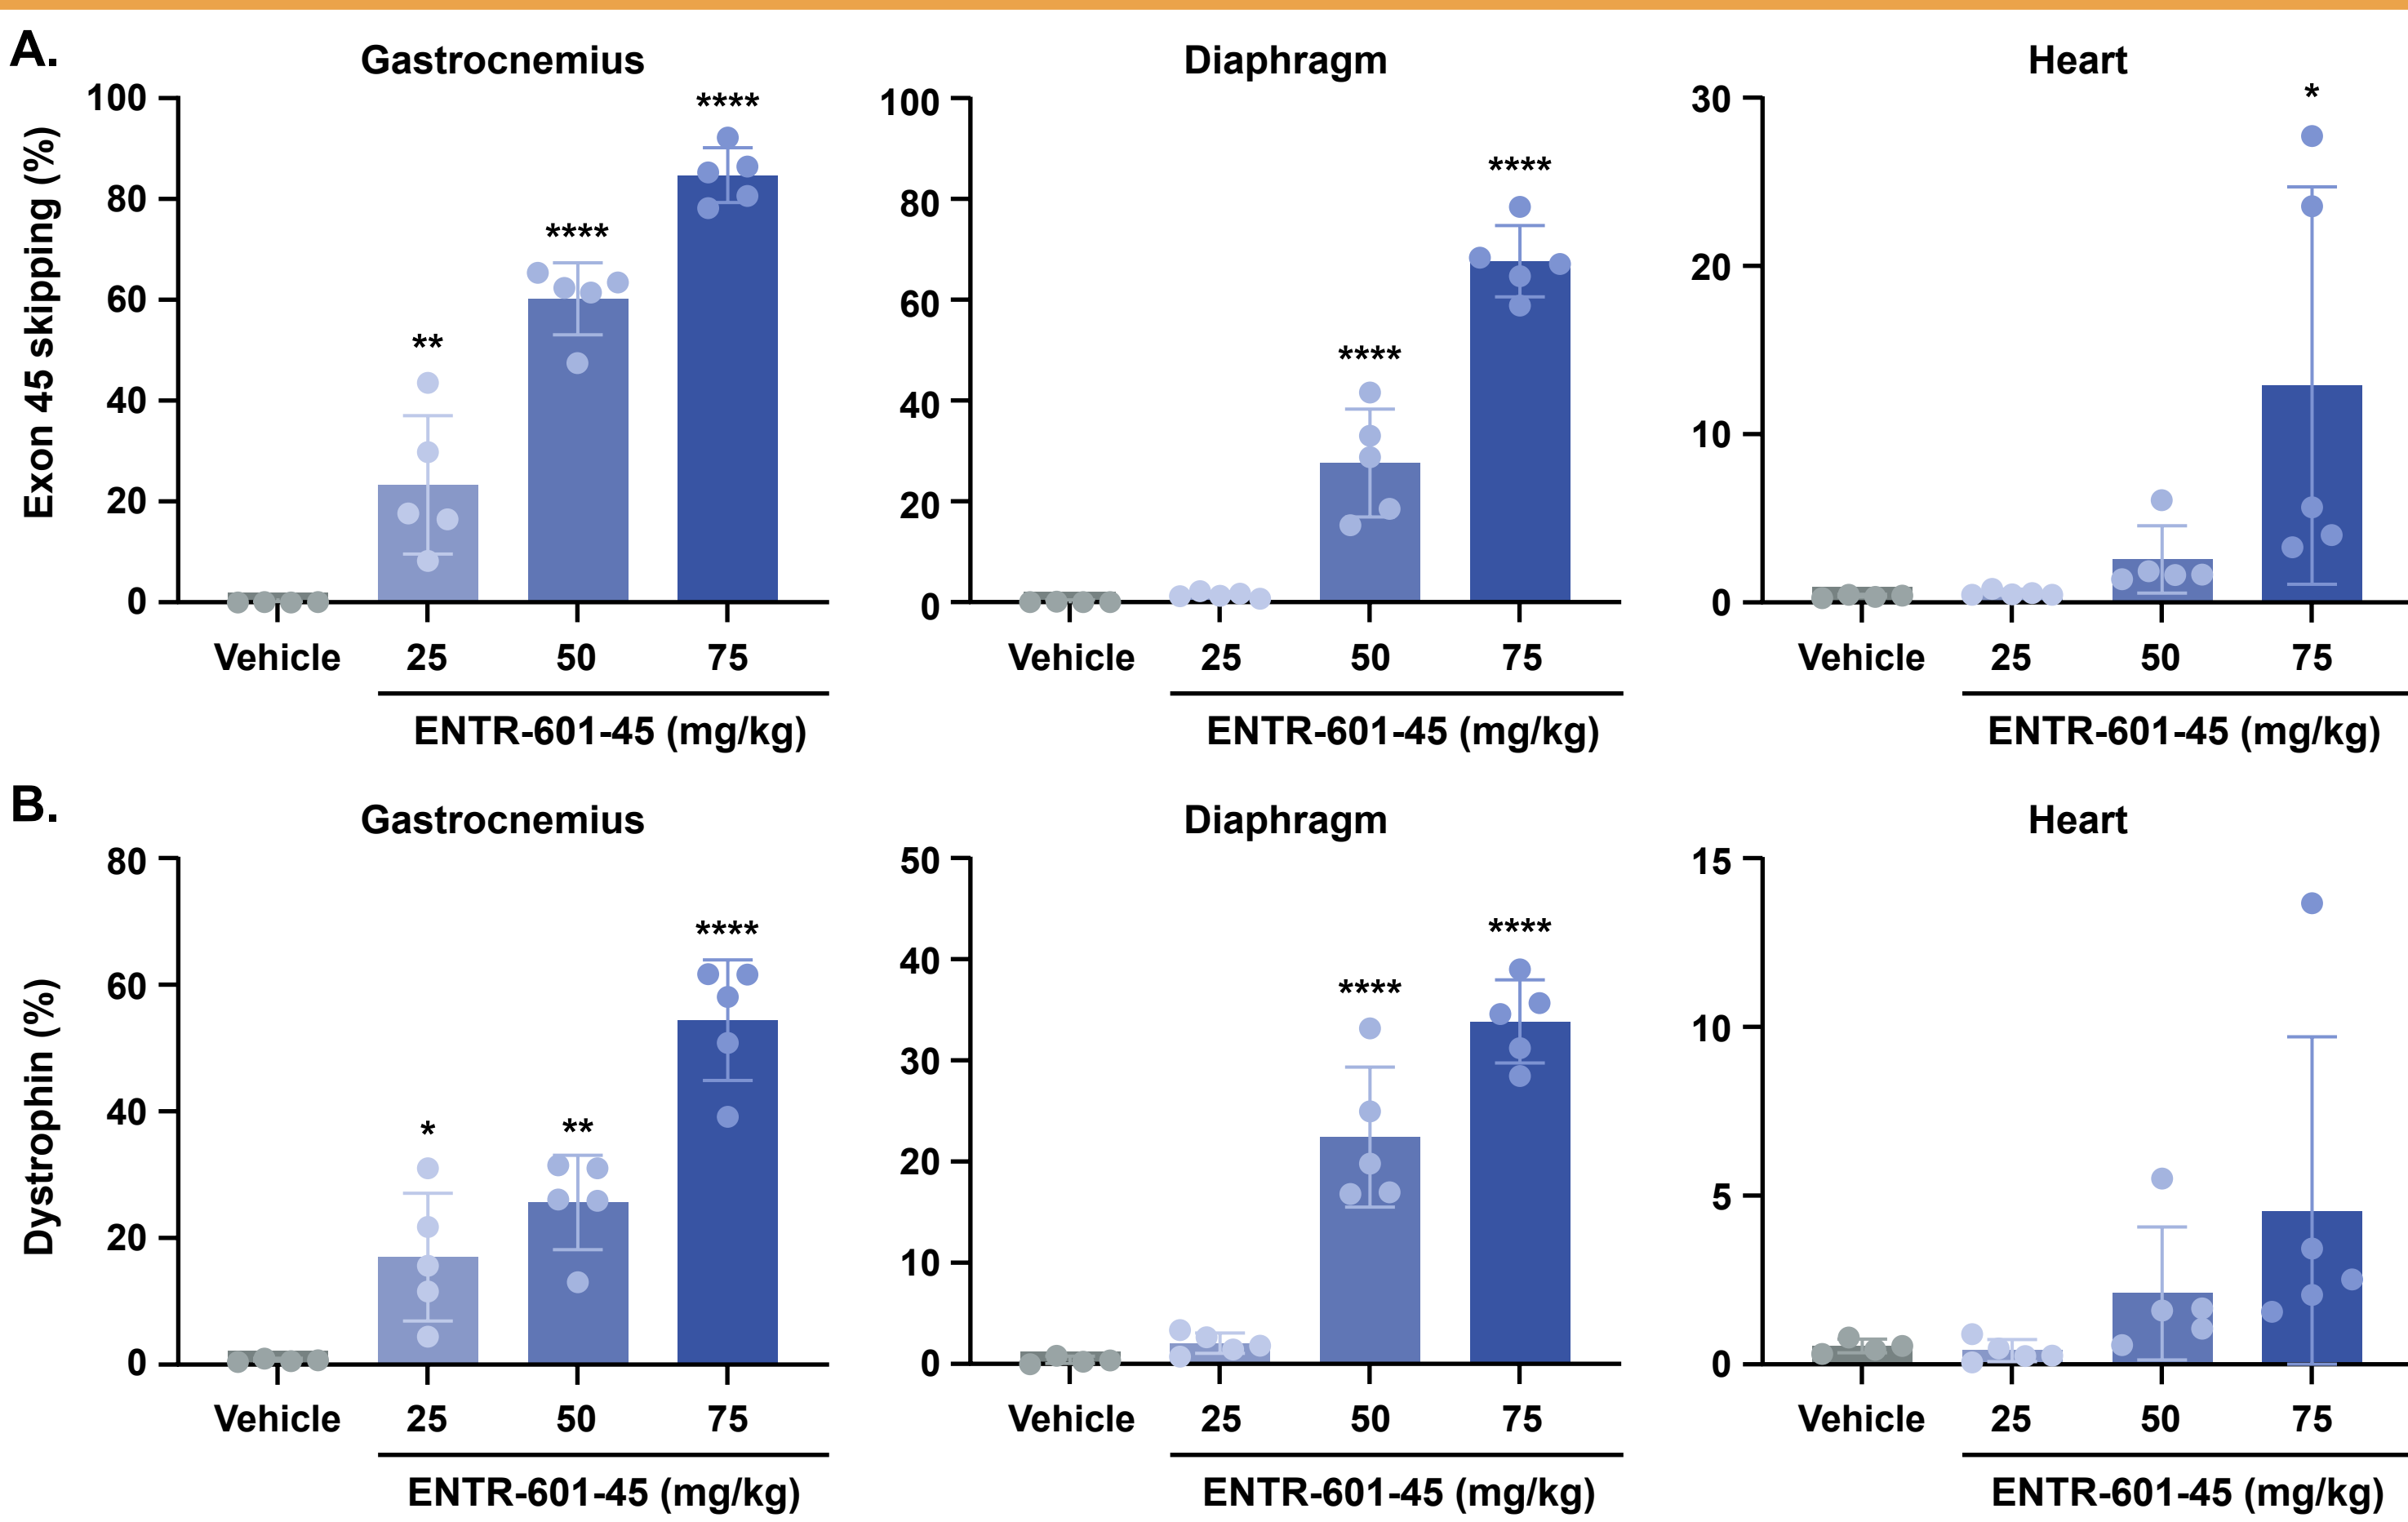 A.
Gastrocnemius
Diaphragm
Heart
Exon 45 skipping (%)
100
80
60
40
20
0
**
****
****
Vehicle 25 50 75
ENTR-601-45 (mg/kg)
100
80
60
40
20
0
****
****
Vehicle 25 50 75
ENTR-601-45 (mg/kg)
30
20
10
0
*
Vehicle 25 50 75
ENTR-601-45 (mg/kg)
B.
Gastrocnemius
Diaphragm
Heart
Dystrophin (%)
80
60
40
20
0
*
**
****
Vehicle 25 50 75
ENTR-601-45 (mg/kg)
50
40
30
20
10
0
****
****
Vehicle 25 50 75
ENTR-601-45 (mg/kg)
15
10
5
0
Vehicle 25 50 75
ENTR-601-45 (mg/kg)